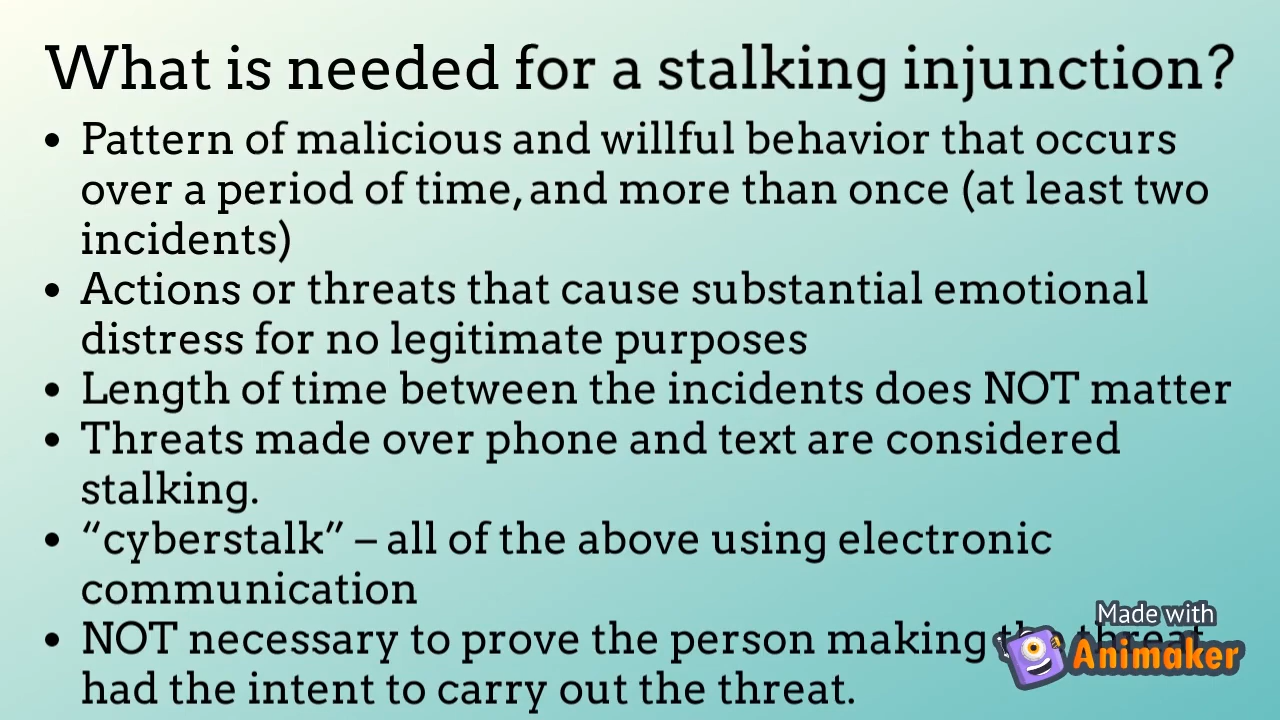 What is needed for a stalking injunction?
• Pattern of malicious and willful behavior that occurs
over a period of time, and more than once (at least two
incidents)
• Actions or threats that cause substantial emotional
distress for no legitimate purposes
• Length of time between the incidents does NOT matter
• Threats made over phone and text are considered
stalking.
• “cyberstalk” – all of the above using electronic
communication
• NOT necessary to prove the person making the threat
had the intent to carry out the threat.
Made with
Animaker